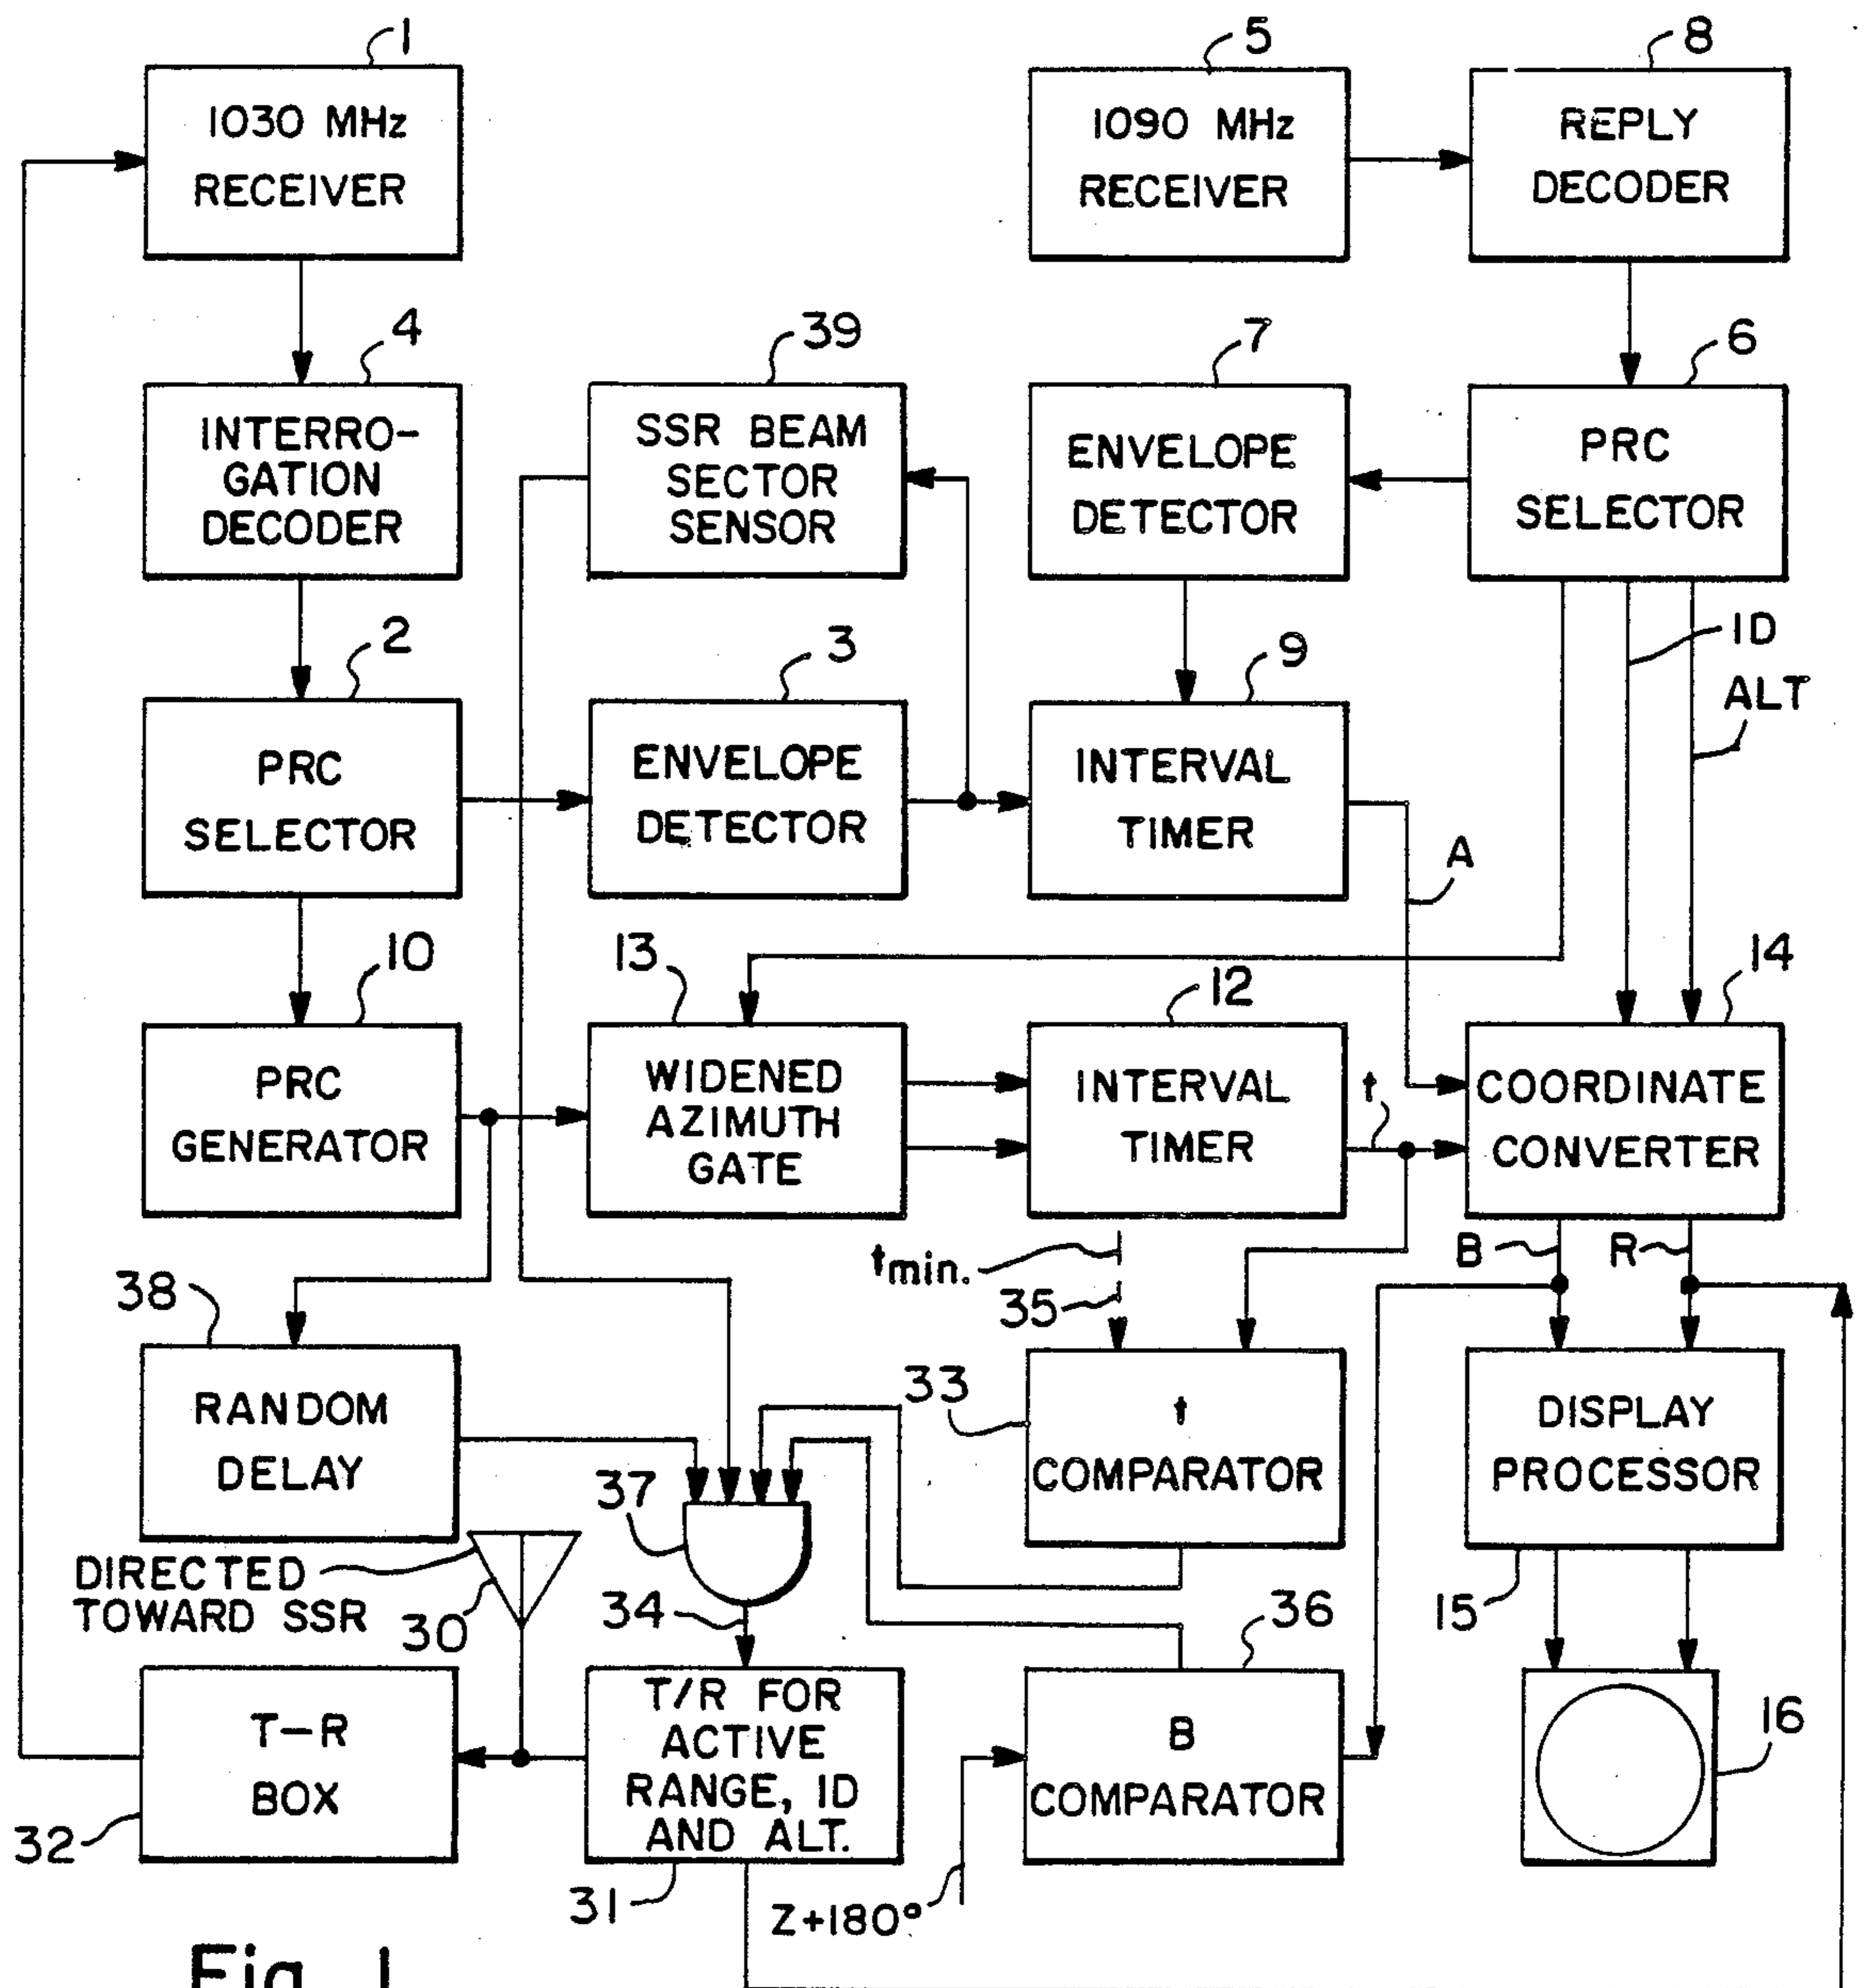 1
5
8
1030 MHz
RECEIVER
1090 MHz
RECEIVER
REPLY
DECODER
4
39
7
6
INTERRO-
GATION
DECODER
SSR BEAM
SECTOR
SENSOR
ENVELOPE
DETECTOR
PRC
SELECTOR
2
3
9
ID
ALT
PRC
SELECTOR
ENVELOPE
DETECTOR
INTERVAL
TIMER
A
10
13
12
14
PRC
GENERATOR
WIDENED
AZIMUTH
GATE
INTERVAL
TIMER
t
COORDINATE
CONVERTER
tmin.
B
R
38
35
33
RANDOM
DELAY
t
COMPARATOR
DISPLAY
PROCESSOR
37
DIRECTED
TOWARD SSR
30
34
36
15
T-R
BOX
T/R FOR
ACTIVE
RANGE, ID
AND ALT.
B
COMPARATOR
16
32
31
Z+180°
Fig. 1